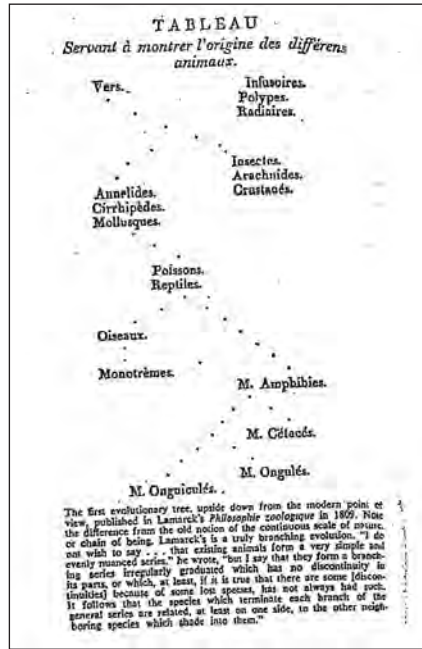 TABLEAU
Servant à montrer l'origine des différens
animaux.
Vers.
Infusoires.
Polypes.
Radiaires.
Insectes.
Arachnides.
Crustacés.
Annelides.
Cirrhipèdes.
Mollusques.
Poissons.
Reptiles.
Oiseaux.
Monotrèmes.
M. Amphibies.
M. Cétacés.
M. Ongulés.
M. Onguiculés.
The first evolutionary tree, upside down from the modern point of
view, published in Lamarck's Philosophie zoologique in 1809. Note
the difference from the old notion of the continuous scale of nature,
or chain of being. Lamarck's is a truly branching evolution. "I do
not wish to say . . . that existing animals form a very simple and
evenly nuanced series," he wrote, "but I say that they form a branch-
ing series irregularly graduated which has no discontinuity in
its parts, or which, at least, if it is true that there are some [discon-
tinuities] because of some lost species, has not always had such.
It follows that the species which terminate each branch of the
general series are related, at least on one side, to the other neigh-
boring species which shade into them."